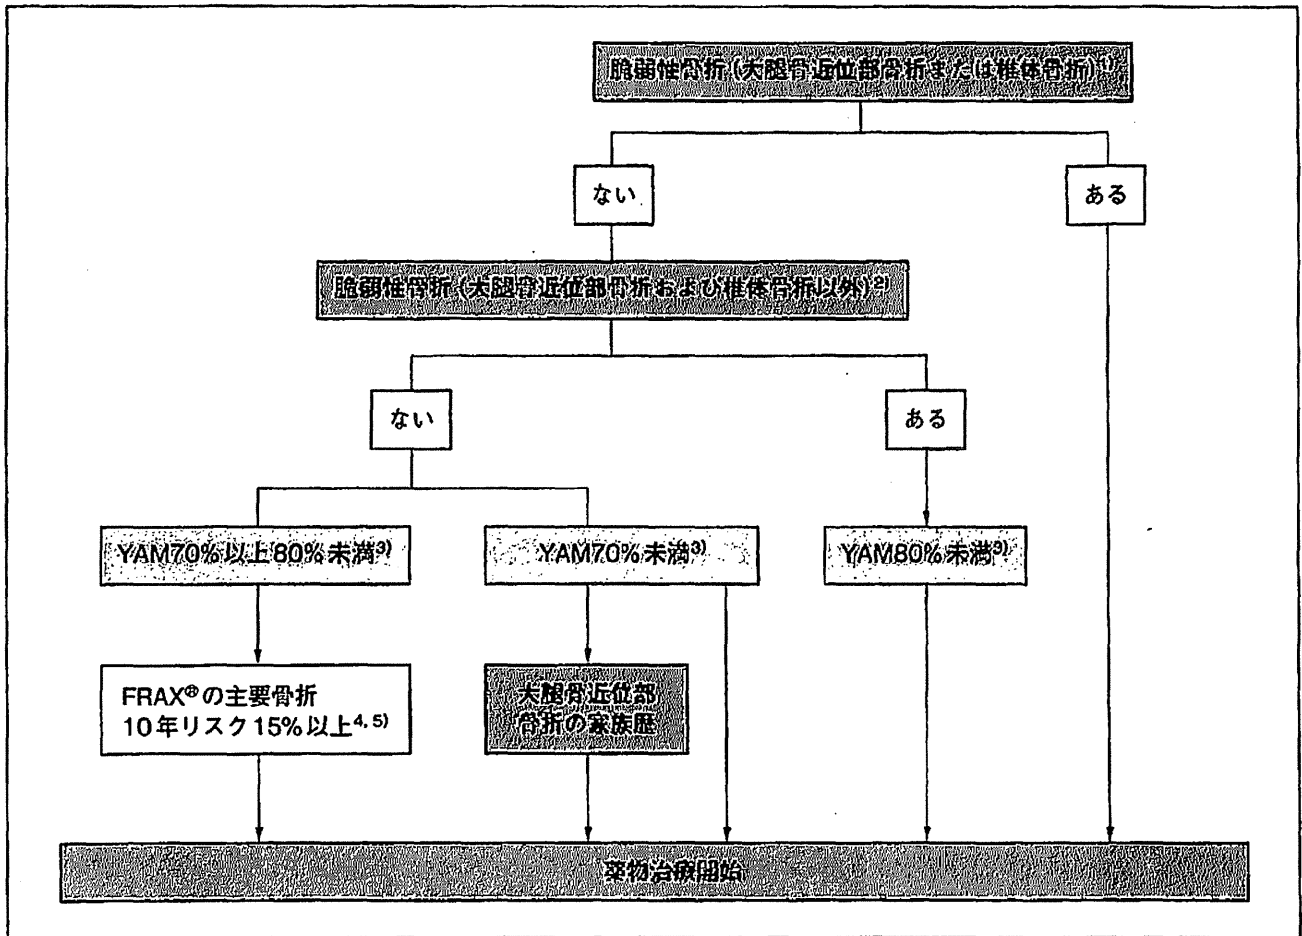 脆弱性骨折(大腿骨近位部骨折または椎体骨折)1)
ない
ある
脆弱性骨折(大腿骨近位部骨折および椎体骨折以外)2)
ない
ある
YAM70%以上80%未満3)
YAM70%未満3)
YAM80%未満3)
FRAX®の主要骨折
10年リスク15%以上4, 5)
大腿骨近位部
骨折の家族歴
薬物治療開始